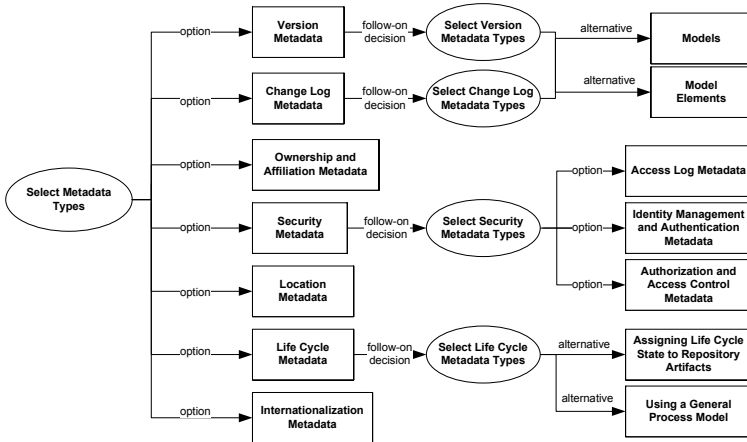 option
Version
Metadata
follow-on
decision
Select Version
Metadata Types
alternative
Models
option
Change Log
Metadata
follow-on
decision
Select Change Log
Metadata Types
alternative
Model
Elements
option
Ownership and
Affiliation Metadata
Select Metadata
Types
option
Security
Metadata
follow-on
decision
Select Security
Metadata Types
option
Access Log Metadata
option
Identity Management
and Authentication
Metadata
option
Authorization and
Access Control
Metadata
option
Location
Metadata
option
Life Cycle
Metadata
follow-on
decision
Select Life Cycle
Metadata Types
alternative
Assigning Life Cycle
State to Repository
Artifacts
alternative
Using a General
Process Model
option
Internationalization
Metadata